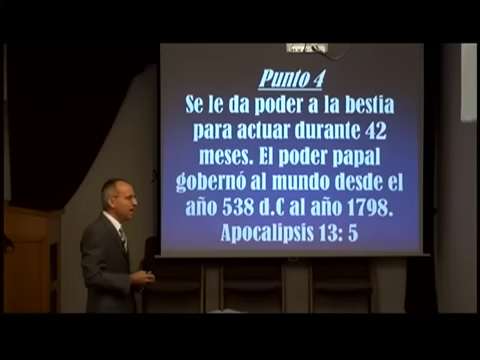 Punto 4
Se le da poder a la bestia
para actuar durante 42
meses. El poder papal
gobernó al mundo desde el
año 538 d.C al año 1798.
Apocalipsis 13: 5